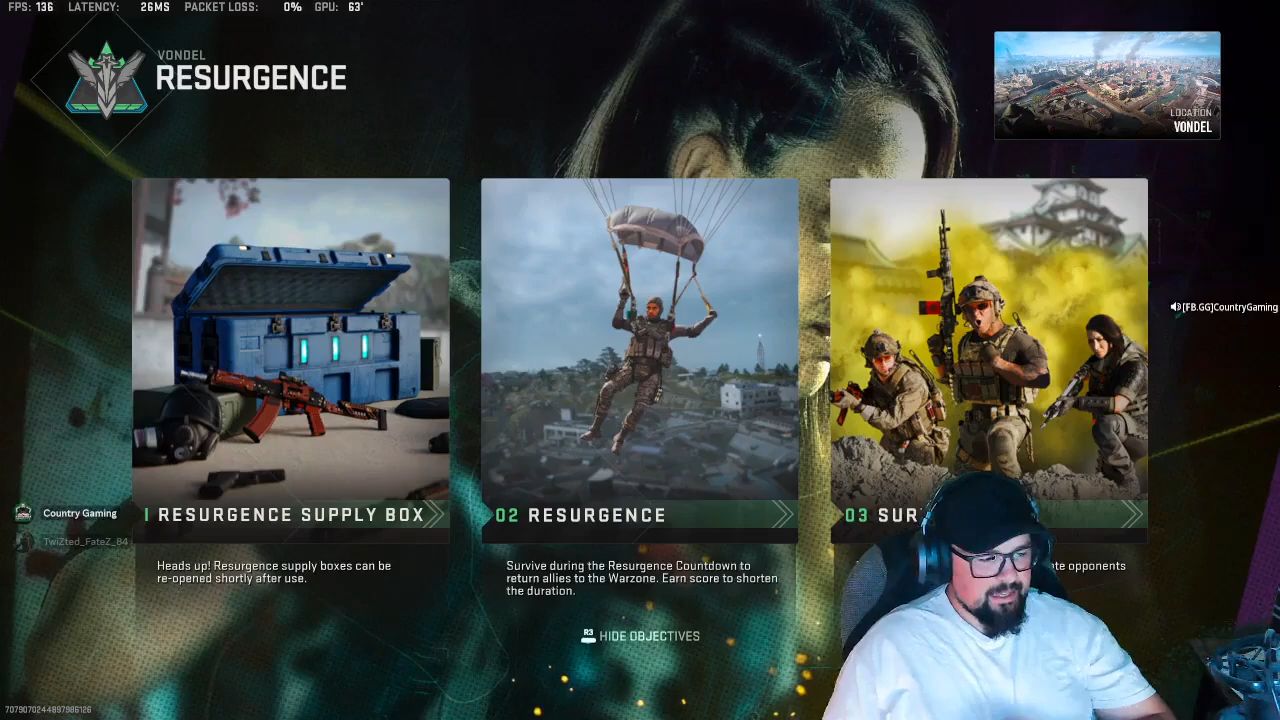 FPS: 136 LATENCY: 26MS PACKET LOSS: 0% GPU: 63°
VONDEL
RESURGENCE
LOCATION
VONDEL
[FB.GG]CountryGaming
Country Gaming
TwiZted_FateZ_84
RESURGENCE SUPPLY BOX
02 RESURGENCE
03 SUR
Heads up! Resurgence supply boxes can be
re-opened shortly after use.
Survive during the Resurgence Countdown to
return allies to the Warzone. Earn score to shorten
the duration.
opponents
R3 HIDE OBJECTIVES